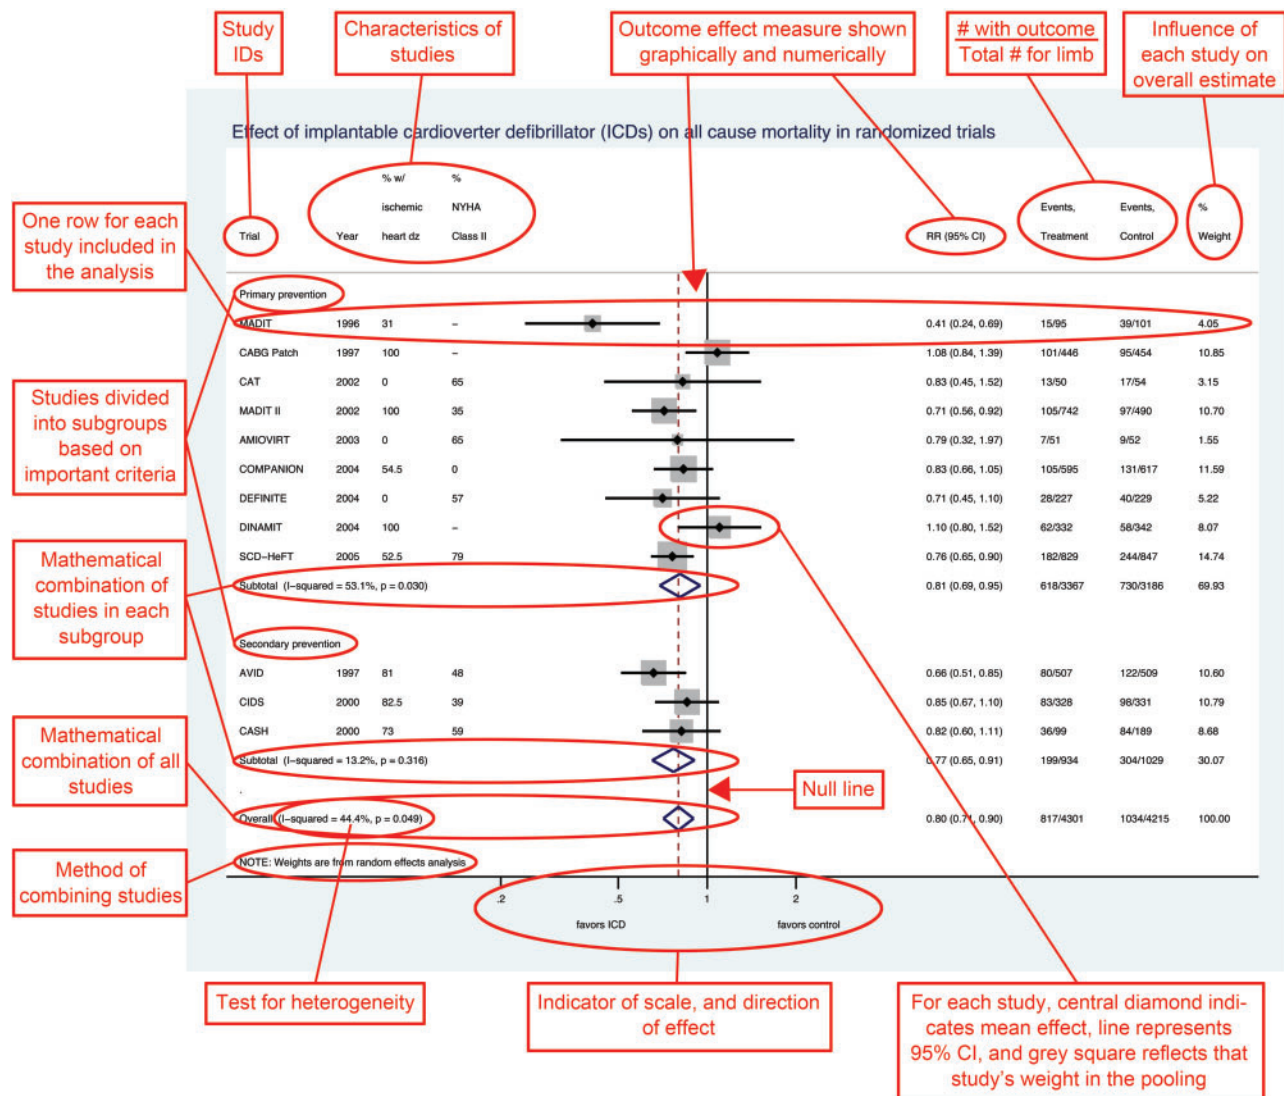 Study
IDs
Characteristics of
studies
Outcome effect measure shown
graphically and numerically
# with outcome
Total # for limb
Influence of
each study on
overall estimate
Effect of implantable cardioverter defibrillator (ICDs) on all cause mortality in randomized trials
% w/ %
ischemic NYHA Events, Events, %
Trial Year heart dz Class II RR (95% CI) Treatment Control Weight
One row for each
study included in
the analysis
Primary prevention
MADIT 1996 31 – 0.41 (0.24, 0.69) 15/95 39/101 4.05
CABG Patch 1997 100 – 1.08 (0.84, 1.39) 101/446 95/454 10.85
CAT 2002 0 65 0.83 (0.45, 1.52) 13/50 17/54 3.15
MADIT II 2002 100 35 0.71 (0.56, 0.92) 105/742 97/490 10.70
AMIOVIRT 2003 0 65 0.79 (0.32, 1.97) 7/51 9/52 1.55
COMPANION 2004 54.5 0 0.83 (0.66, 1.05) 105/595 131/617 11.59
DEFINITE 2004 0 57 0.71 (0.45, 1.10) 28/227 40/229 5.22
DINAMIT 2004 100 – 1.10 (0.80, 1.52) 62/332 58/342 8.07
SCD–HeFT 2005 52.5 79 0.76 (0.65, 0.90) 182/829 244/847 14.74
Subtotal (I–squared = 53.1%, p = 0.030) 0.81 (0.69, 0.95) 618/3367 730/3186 69.93
Studies divided
into subgroups
based on
important criteria
Mathematical
combination of
studies in each
subgroup
Secondary prevention
AVID 1997 81 48 0.66 (0.51, 0.85) 80/507 122/509 10.60
CIDS 2000 82.5 39 0.85 (0.67, 1.10) 83/328 98/331 10.79
CASH 2000 73 59 0.82 (0.60, 1.11) 36/99 84/189 8.68
Subtotal (I–squared = 13.2%, p = 0.316) 0.77 (0.65, 0.91) 199/934 304/1029 30.07
Mathematical
combination of all
studies
Null line
.
Overall (I–squared = 44.4%, p = 0.049) 0.80 (0.71, 0.90) 817/4301 1034/4215 100.00
Method of
combining studies
NOTE: Weights are from random effects analysis
.2 .5 1 2
favors ICD favors control
Test for heterogeneity
Indicator of scale, and direction
of effect
For each study, central diamond indi-
cates mean effect, line represents
95% CI, and grey square reflects that
study's weight in the pooling